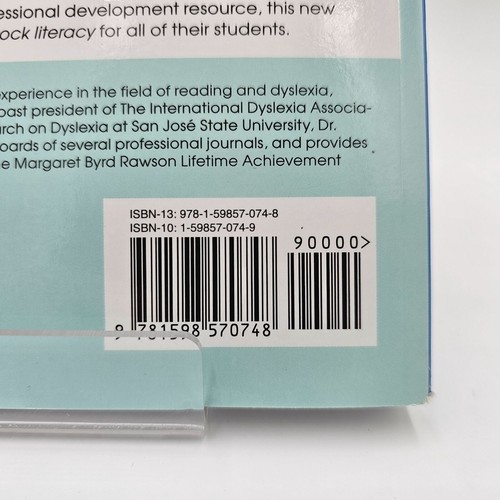 essional development resource, this new
ock literacy for all of their students.
xperience in the field of reading and dyslexia,
past president of The International Dyslexia Associa-
arch on Dyslexia at San José State University, Dr.
oards of several professional journals, and provides
e Margaret Byrd Rawson Lifetime Achievement
ISBN-13: 978-1-59857-074-8
ISBN-10: 1-59857-074-9
90000>
9 781598 570748